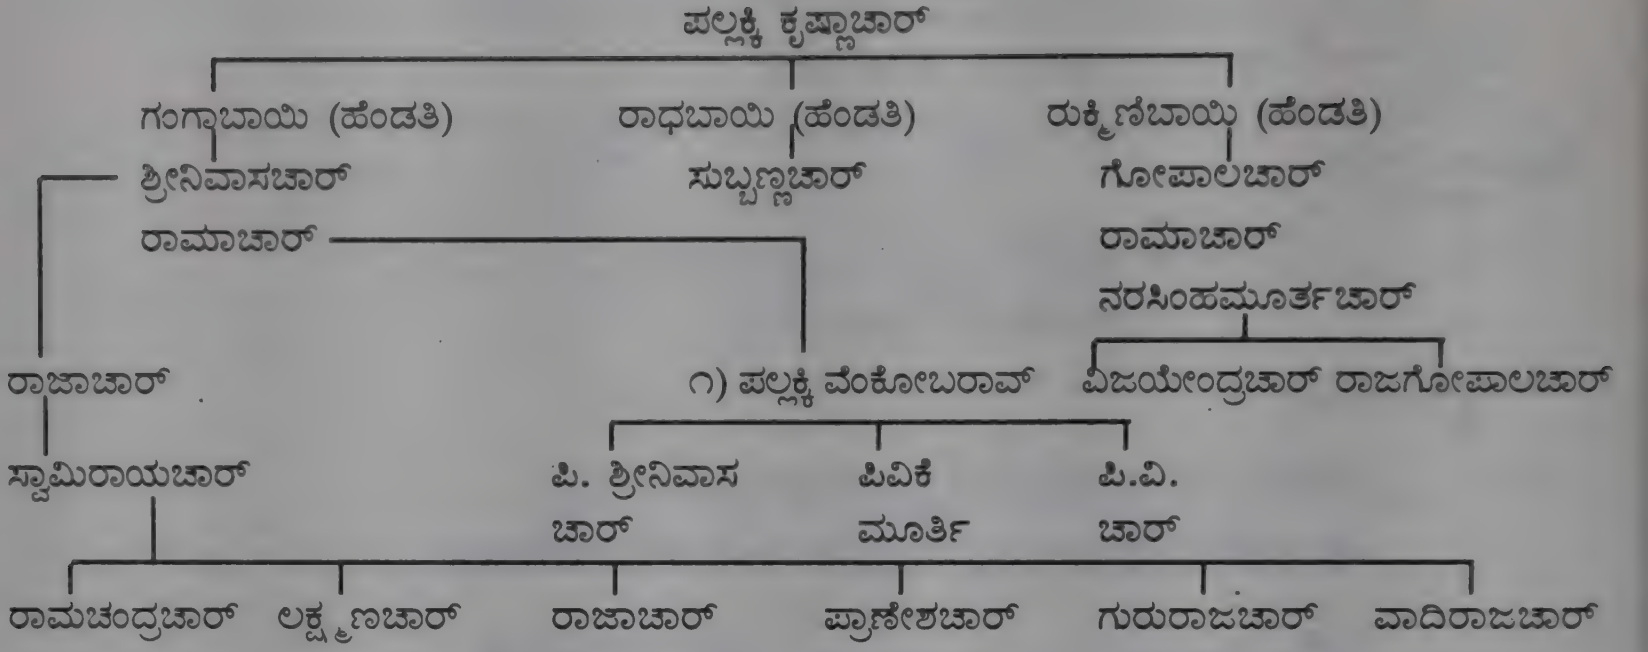 ಪಲ್ಲಕ್ಕಿ ಕೃಷ್ಣಾಚಾರ್
ಗಂಗಾಬಾಯಿ (ಹೆಂಡತಿ) ರಾಧಬಾಯಿ (ಹೆಂಡತಿ) ರುಕ್ಮಿಣಿಬಾಯಿ (ಹೆಂಡತಿ)
ಶ್ರೀನಿವಾಸಚಾರ್ ಸುಬ್ಬಣ್ಣಚಾರ್ ಗೋಪಾಲಚಾರ್
ರಾಮಾಚಾರ್ ರಾಮಾಚಾರ್
ನರಸಿಂಹಮೂರ್ತಚಾರ್
ರಾಜಾಚಾರ್ ೧) ಪಲ್ಲಕ್ಕಿ ವೆಂಕೋಬರಾವ್ ವಿಜಯೇಂದ್ರಚಾರ್ ರಾಜಗೋಪಾಲಚಾರ್
ಸ್ವಾಮಿರಾಯಚಾರ್ ಪಿ. ಶ್ರೀನಿವಾಸ ಪಿವಿಕೆ ಪಿ.ವಿ.
ಚಾರ್ ಮೂರ್ತಿ ಚಾರ್
ರಾಮಚಂದ್ರಚಾರ್ ಲಕ್ಷ್ಮಣಚಾರ್ ರಾಜಾಚಾರ್ ಪ್ರಾಣೇಶಚಾರ್ ಗುರುರಾಜಚಾರ್ ವಾದಿರಾಜಚಾರ್